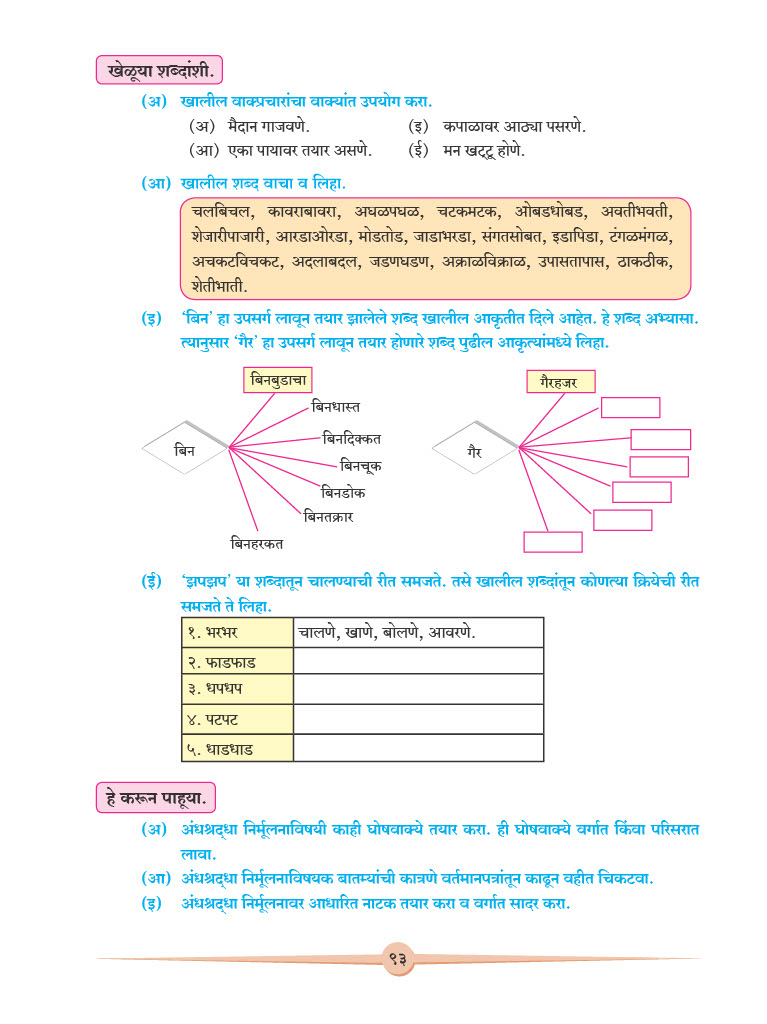 खेळूया शब्दांशी.
(अ) खालील वाक्प्रचारांचा वाक्यांत उपयोग करा.
(अ) मैदान गाजवणे. (इ) कपाळावर आठ्या पसरणे.
(आ) एका पायावर तयार असणे. (ई) मन खट्टू होणे.
(आ) खालील शब्द वाचा व लिहा.
चलबिचल, कावराबावरा, अधळपधळ, चटकमटक, ओबडधोबड, अवतीभवती,
शेजारीपाजारी, आरडाओरडा, मोडतोड, जाडाभरडा, संगतसोबत, इडापिडा, टंगळमंगळ,
अचकटविचकट, अदलाबदल, जडणघडण, अक्राळविक्राळ, उपासतापास, ठाकठीक,
शेतीभाती.
(इ) ‘बिन’ हा उपसर्ग लावून तयार झालेले शब्द खालील आकृतीत दिले आहेत. हे शब्द अभ्यासा.
त्यानुसार ‘गैर’ हा उपसर्ग लावून तयार होणारे शब्द पुढील आकृत्यांमध्ये लिहा.
बिनबुडाचा
बिनधास्त
बिनदिक्कत
बिन
बिनचूक
बिनडोक
बिनतक्रार
बिनहरकत
गैरहजर
गैर
(ई) ‘झपझप’ या शब्दातून चालण्याची रीत समजते. तसे खालील शब्दांतून कोणत्या क्रियेची रीत
समजते ते लिहा.
१. भरभर चालणे, खाणे, बोलणे, आवरणे.
२. फाडफाड
३. धपधप
४. पटपट
५. धाडधाड
हे करून पाहूया.
(अ) अंधश्रद्धा निर्मूलनाविषयी काही घोषवाक्ये तयार करा. ही घोषवाक्ये वर्गात किंवा परिसरात
लावा.
(आ) अंधश्रद्धा निर्मूलनाविषयक बातम्यांची कात्रणे वर्तमानपत्रांतून काढून वहीत चिकटवा.
(इ) अंधश्रद्धा निर्मूलनावर आधारित नाटक तयार करा व वर्गात सादर करा.
९३